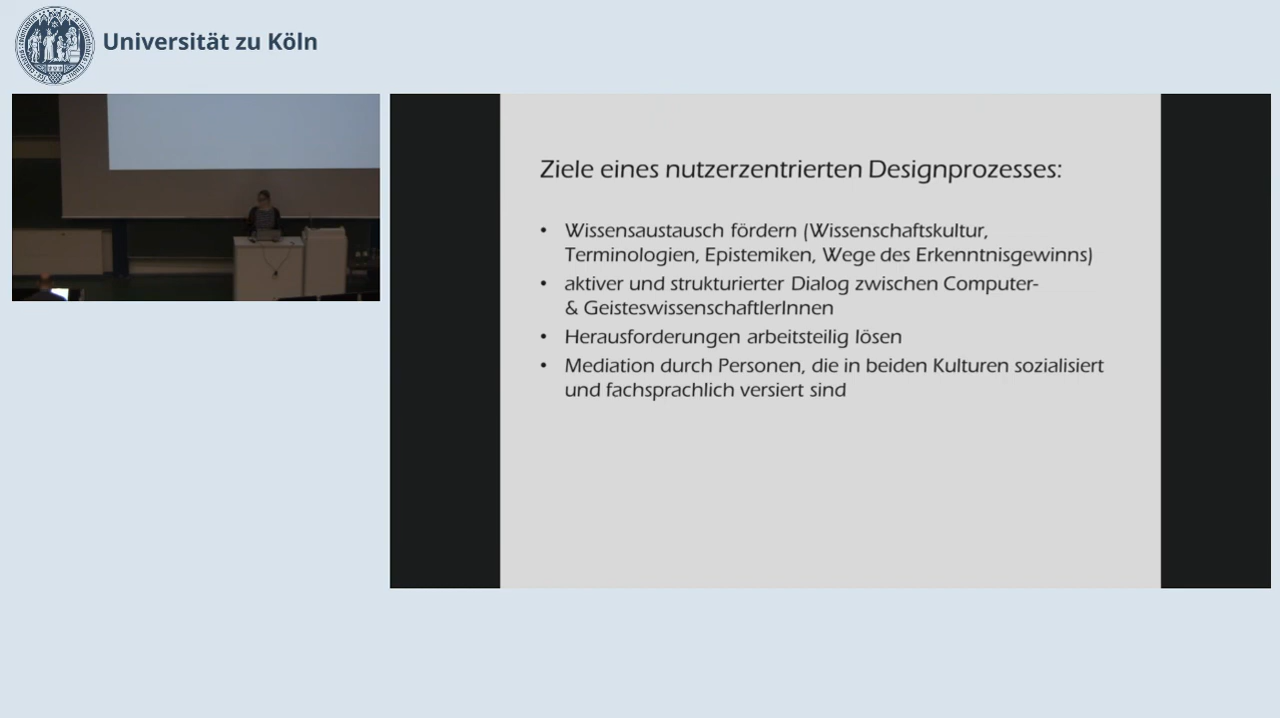 Universität zu Köln
Ziele eines nutzerzentrierten Designprozesses:
• Wissensaustausch fördern (Wissenschaftskultur,
Terminologien, Epistemiken, Wege des Erkenntnisgewinns)
• aktiver und strukturierter Dialog zwischen Computer-
& GeisteswissenschaftlerInnen
• Herausforderungen arbeitsteilig lösen
• Mediation durch Personen, die in beiden Kulturen sozialisiert
und fachsprachlich versiert sind